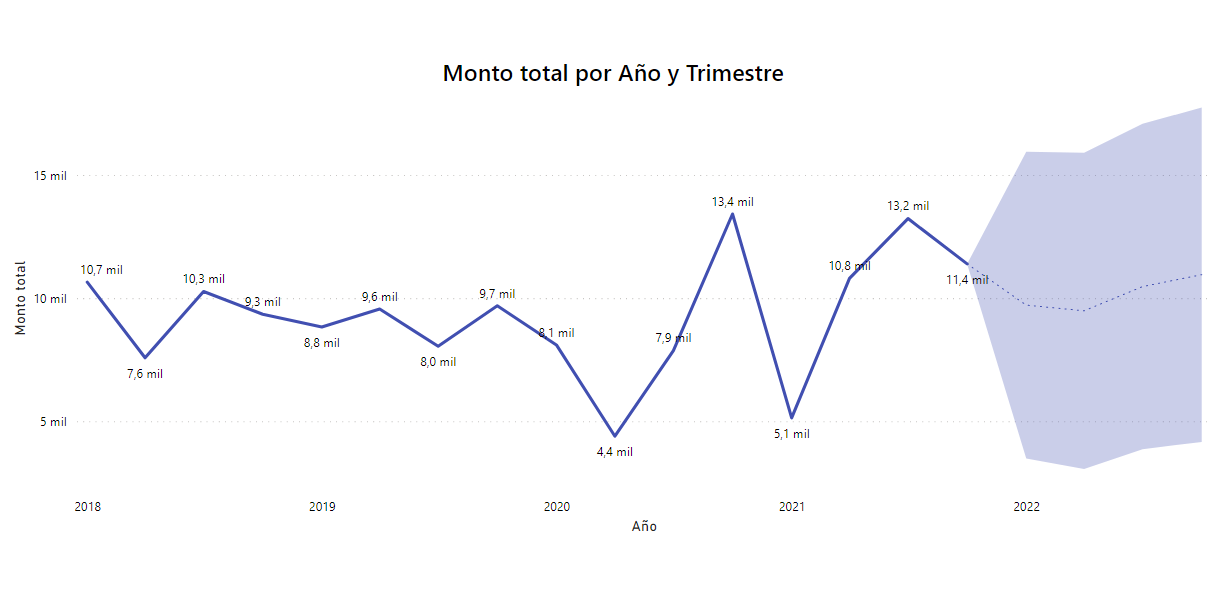 Monto total por Año y Trimestre
Monto total
15 mil
10 mil
5 mil
10,7 mil
7,6 mil
10,3 mil
9,3 mil
8,8 mil
9,6 mil
8,0 mil
9,7 mil
8,1 mil
4,4 mil
7,9 mil
13,4 mil
5,1 mil
10,8 mil
13,2 mil
11,4 mil
2018
2019
2020
2021
2022
Año